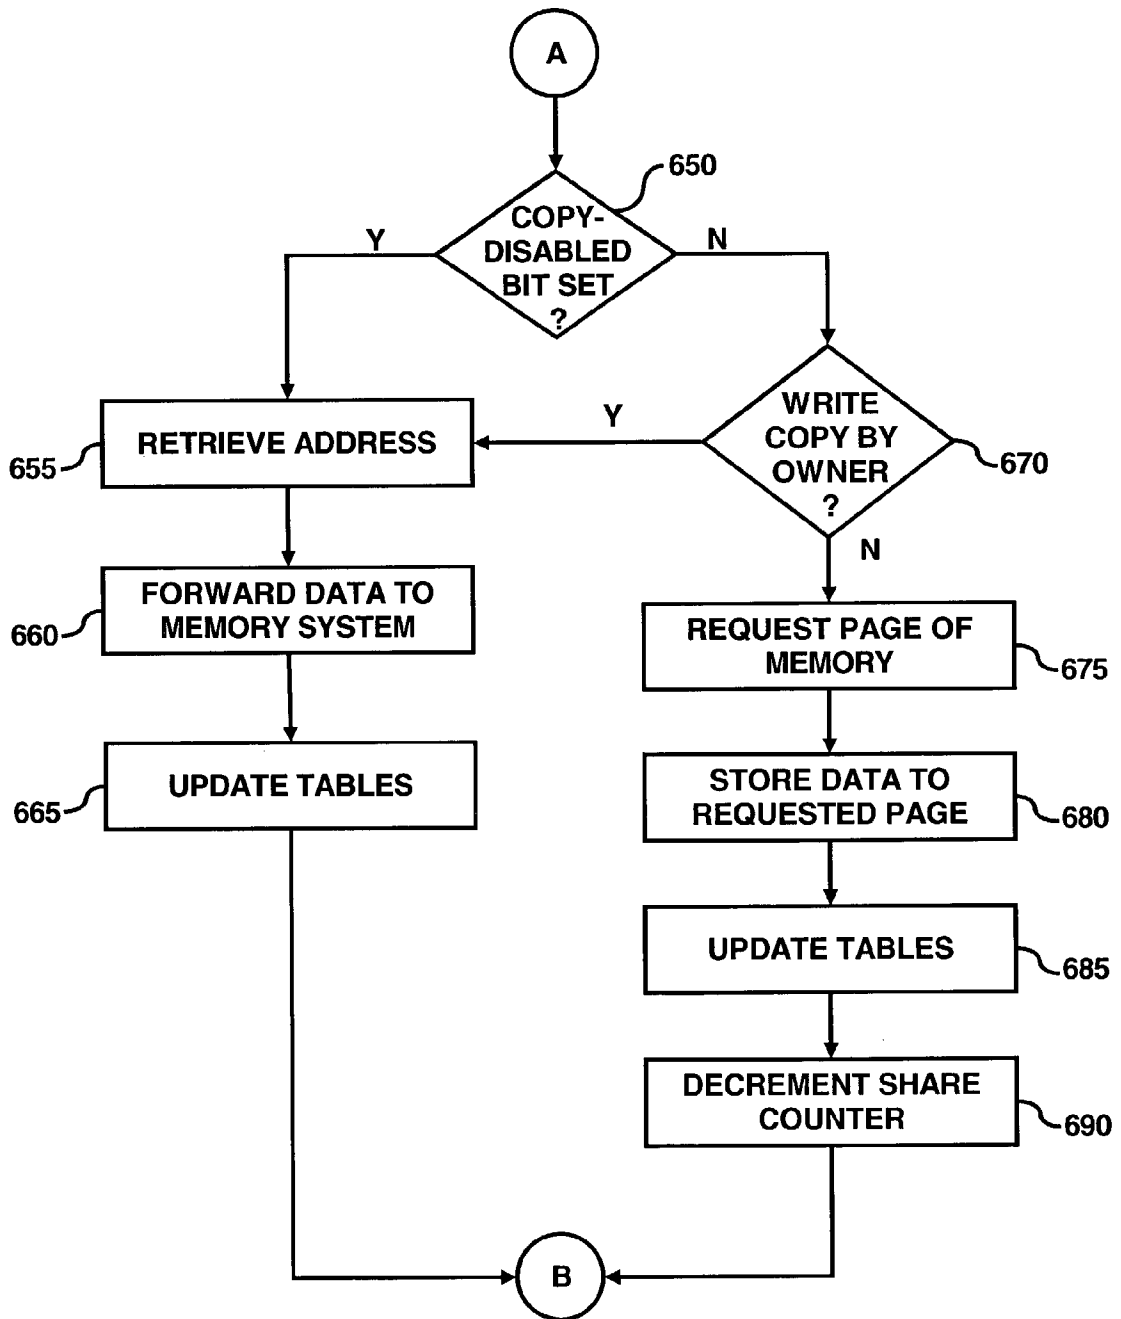 A
650
COPY-
DISABLED
BIT SET
?
Y
N
RETRIEVE ADDRESS
655
Y
WRITE
COPY BY
OWNER
?
670
N
FORWARD DATA TO
MEMORY SYSTEM
660
REQUEST PAGE OF
MEMORY
675
UPDATE TABLES
665
STORE DATA TO
REQUESTED PAGE
680
UPDATE TABLES
685
DECREMENT SHARE
COUNTER
690
B